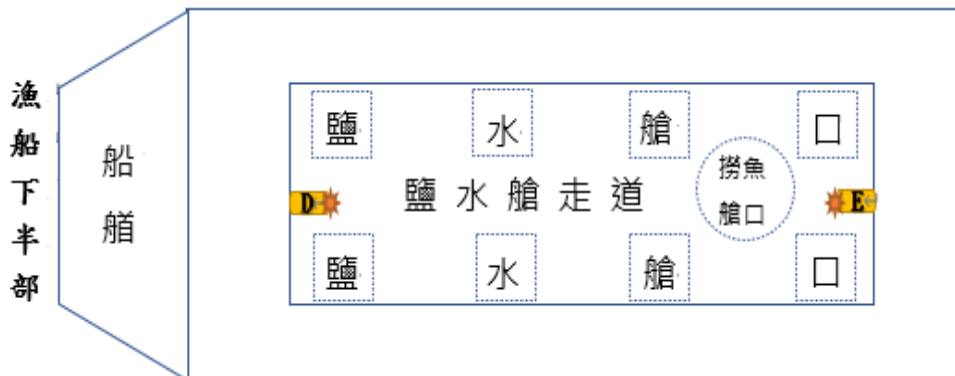 漁船下半部
船艏
鹽 水 艙 口
鹽水艙走道
撈魚
艙口
D
E
鹽 水 艙 口